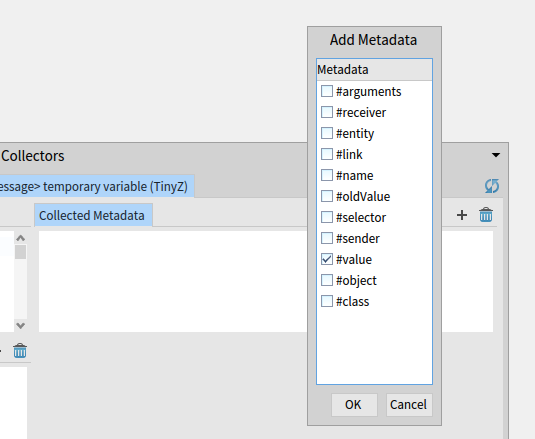 Add Metadata
Metadata
#arguments
#receiver
#entity
#link
#name
#oldValue
#selector
#sender
#value
#object
#class
OK
Cancel
Collectors
essage> temporary variable (TinyZ)
Collected Metadata